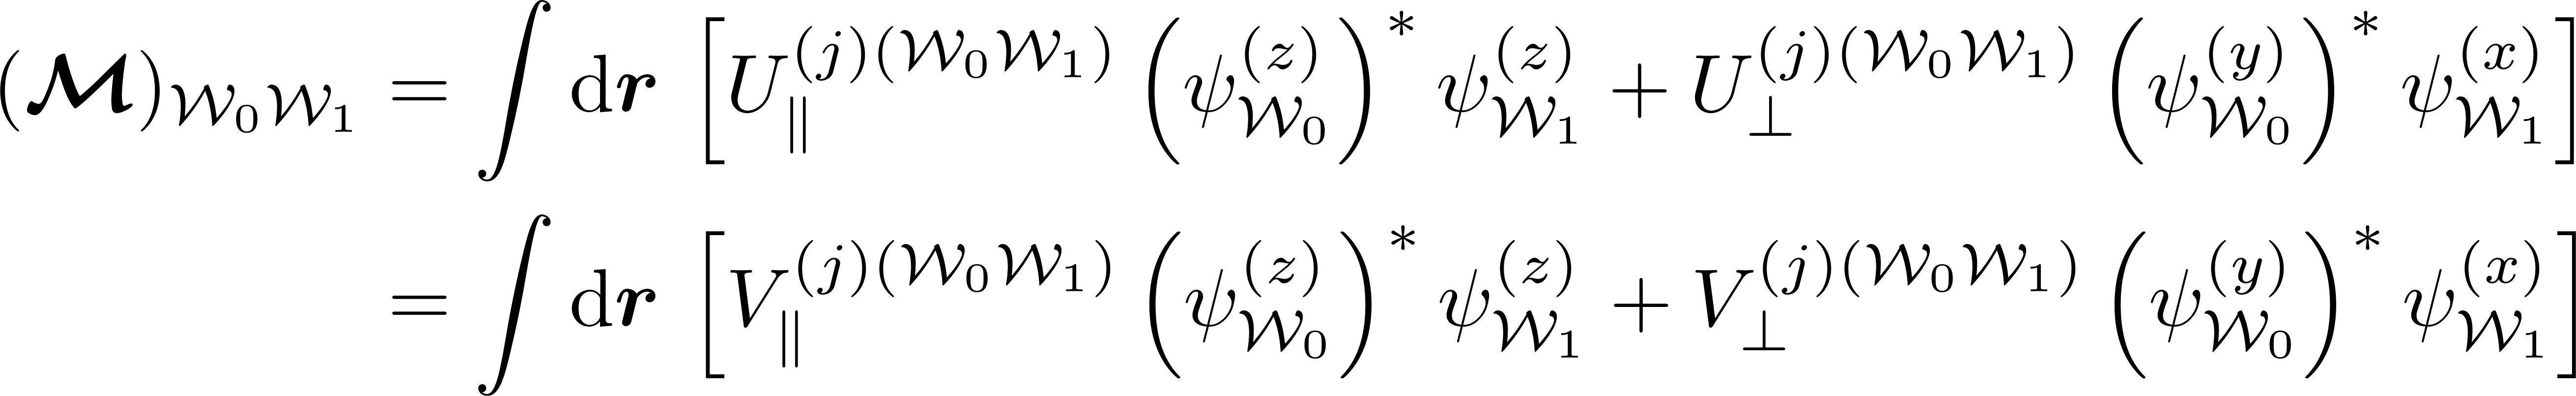 $(\boldsymbol{\mathcal{M}})_{\mathcal{W}_0\mathcal{W}_1} = \int \mathrm{d}\boldsymbol{r} \left[ U_{\parallel}^{(j)(\mathcal{W}_0\mathcal{W}_1)} \left( \psi_{\mathcal{W}_0}^{(z)} \right)^* \psi_{\mathcal{W}_1}^{(z)} + U_{\perp}^{(j)(\mathcal{W}_0\mathcal{W}_1)} \left( \psi_{\mathcal{W}_0}^{(y)} \right)^* \psi_{\mathcal{W}_1}^{(x)} \right]$
$= \int \mathrm{d}\boldsymbol{r} \left[ V_{\parallel}^{(j)(\mathcal{W}_0\mathcal{W}_1)} \left( \psi_{\mathcal{W}_0}^{(z)} \right)^* \psi_{\mathcal{W}_1}^{(z)} + V_{\perp}^{(j)(\mathcal{W}_0\mathcal{W}_1)} \left( \psi_{\mathcal{W}_0}^{(y)} \right)^* \psi_{\mathcal{W}_1}^{(x)} \right]$